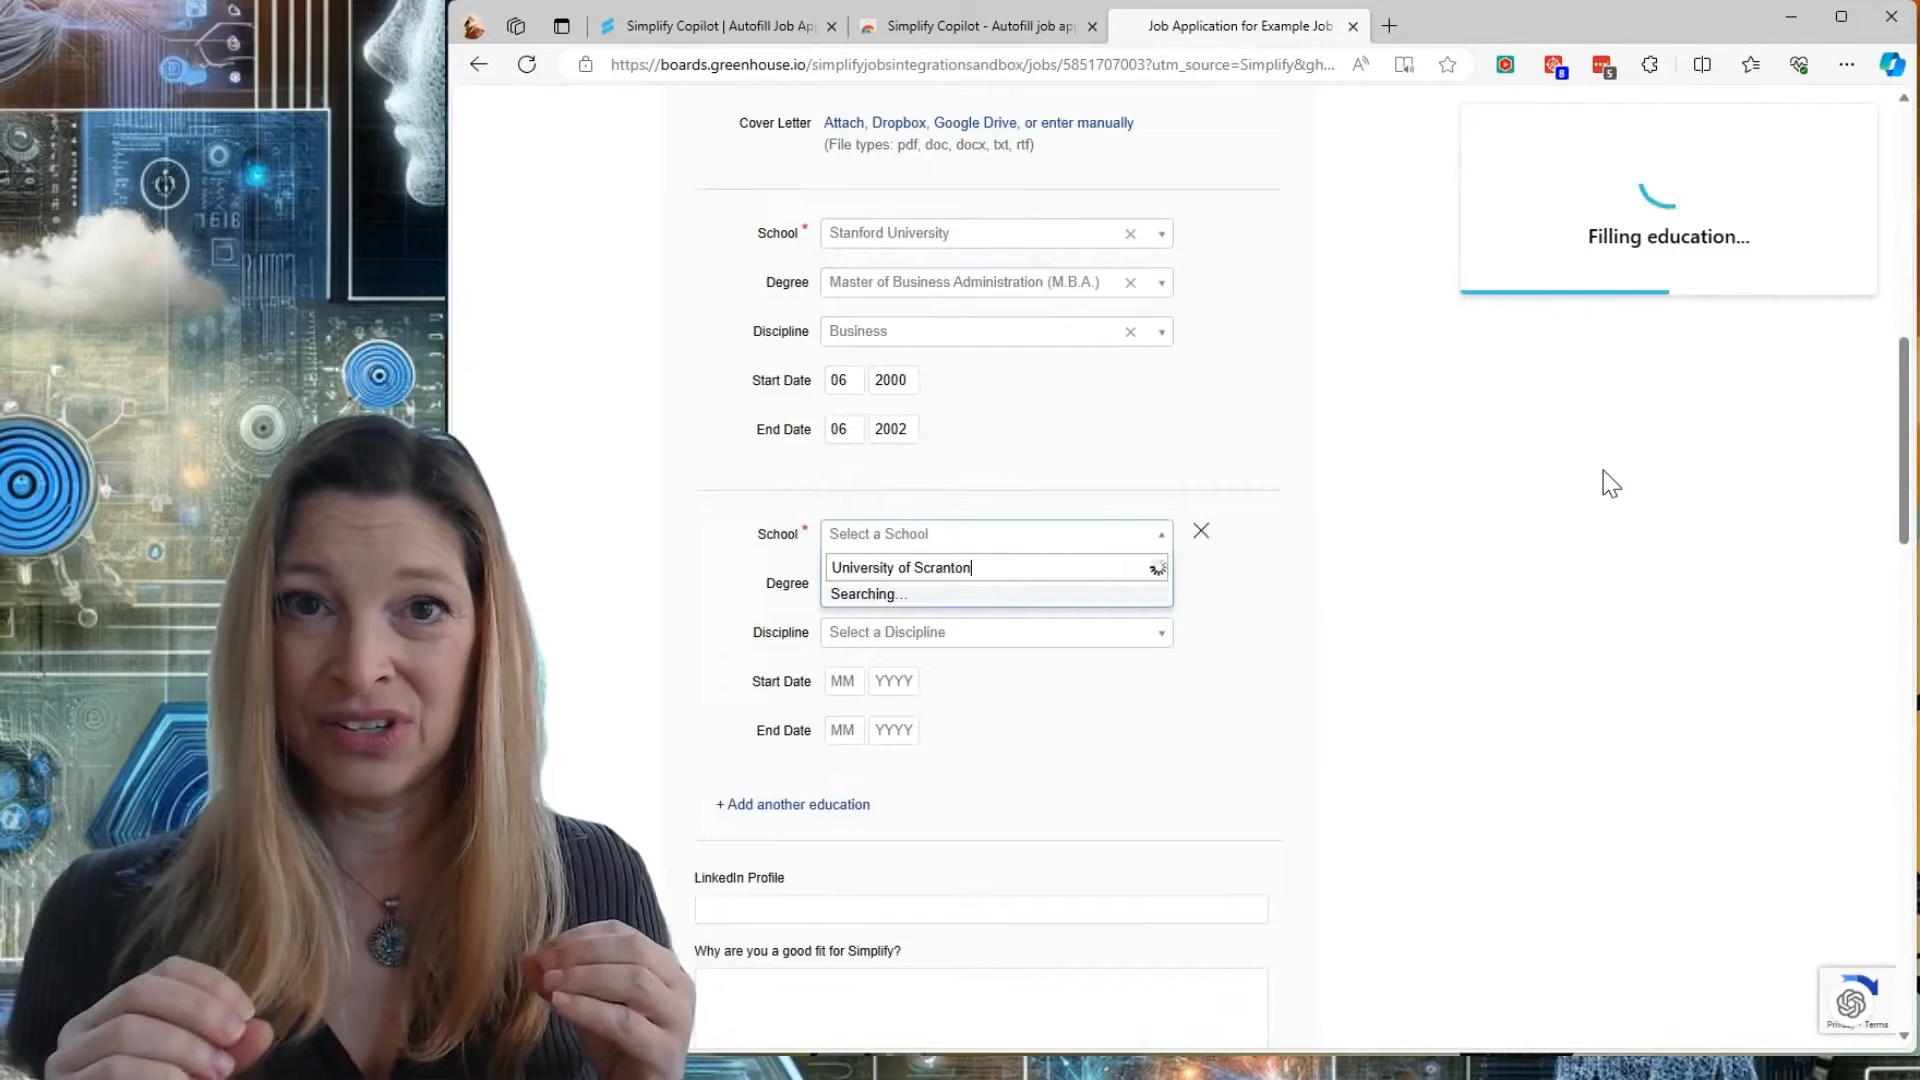 Simplify Copilot | Autofill Job Ap
Simplify Copilot - Autofill job ap
Job Application for Example Job
https://boards.greenhouse.io/simplifyjobsintegrationsandbox/jobs/5851707003?utm_source=Simplify&gh...
8
5
Cover Letter Attach, Dropbox, Google Drive, or enter manually
(File types: pdf, doc, docx, txt, rtf)
School * Stanford University
Degree Master of Business Administration (M.B.A.)
Discipline Business
Start Date 06 2000
End Date 06 2002
Filling education...
School * Select a School
University of Scranton
Searching...
Degree
Discipline Select a Discipline
Start Date MM YYYY
End Date MM YYYY
+ Add another education
LinkedIn Profile
Why are you a good fit for Simplify?
Terms